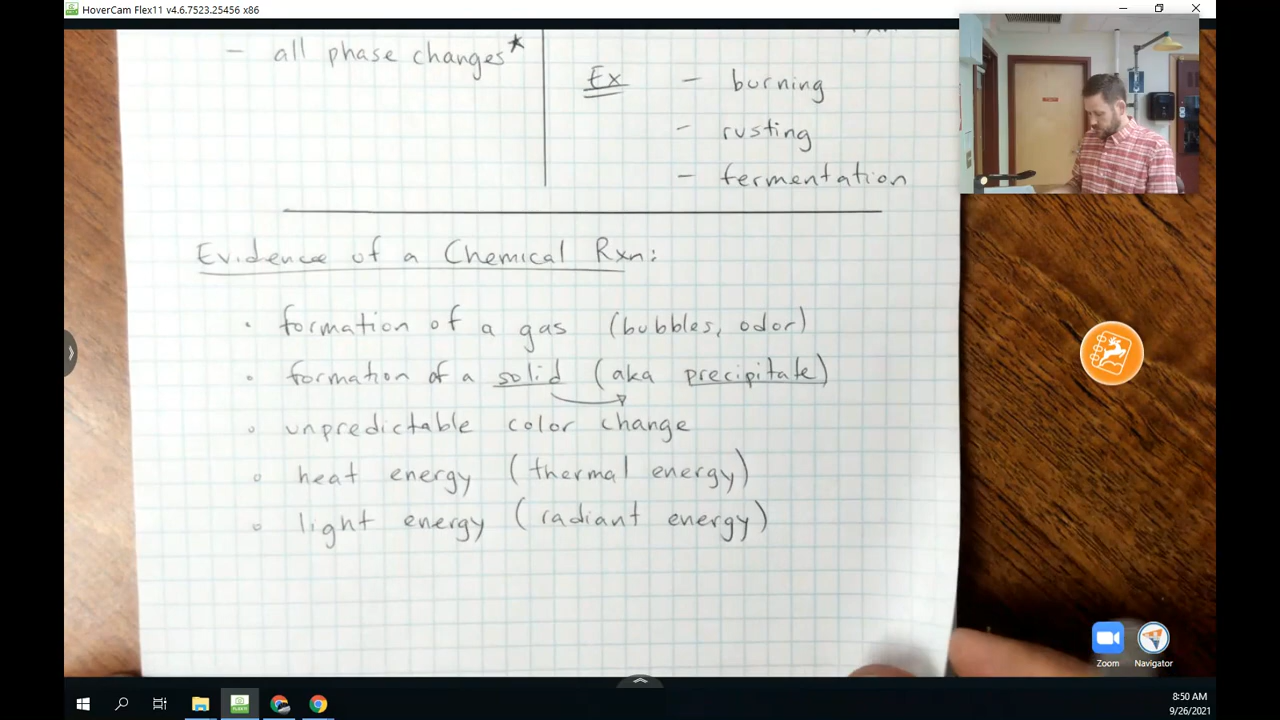 HoverCam Flex11 v4.6.7523.25456 x86
- all phase changes*
Ex - burning
- rusting
- fermentation
Evidence of a Chemical Rxn:
• formation of a gas (bubbles, odor)
• formation of a solid (aka precipitate)
• unpredictable color change
• heat energy (thermal energy)
• light energy (radiant energy)
Zoom
Navigator
8:50 AM
9/26/2021